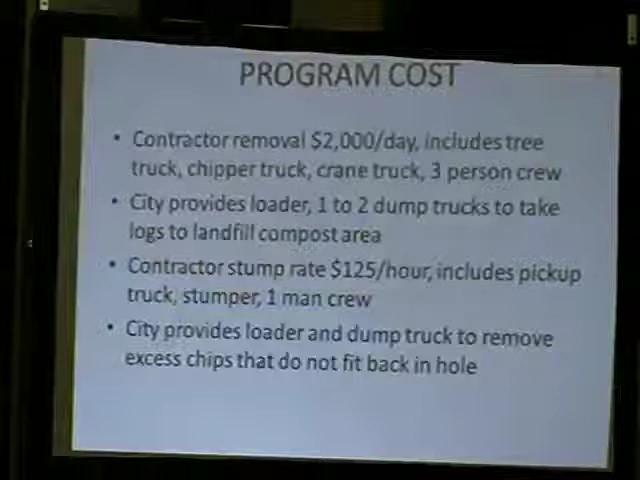 PROGRAM COST
• Contractor removal $2,000/day, includes tree
truck, chipper truck, crane truck, 3 person crew
• City provides loader, 1 to 2 dump trucks to take
logs to landfill compost area
• Contractor stump rate $125/hour, includes pickup
truck, stumper, 1 man crew
• City provides loader and dump truck to remove
excess chips that do not fit back in hole